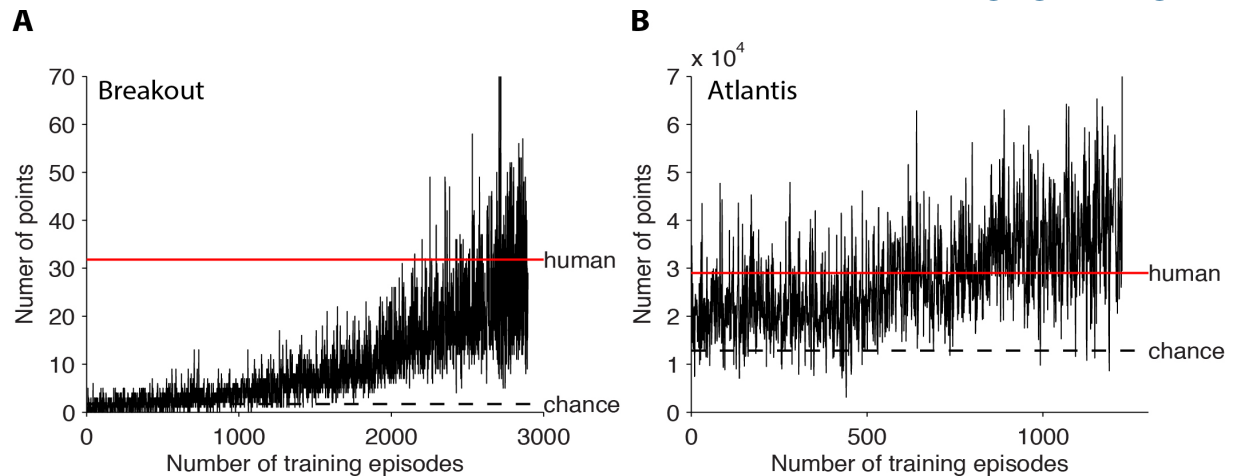 A
Breakout
70
60
50
40
30
20
10
0
Numer of points
human
chance
0 1000 2000 3000
Number of training episodes
B
x 10^4
Atlantis
7
6
5
4
3
2
1
0
Numer of points
human
chance
0 500 1000
Number of training episodes